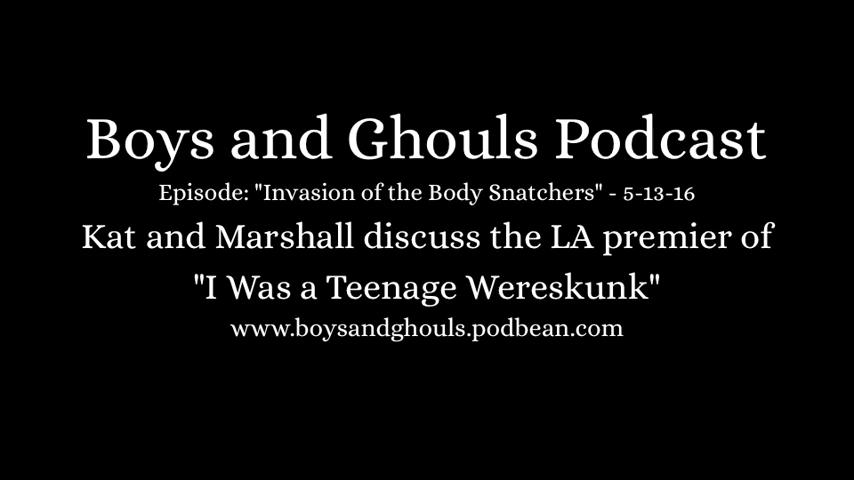 Boys and Ghouls Podcast
Episode: "Invasion of the Body Snatchers" - 5-13-16
Kat and Marshall discuss the LA premier of
"I Was a Teenage Wereskunk"
www.boysandghouls.podbean.com